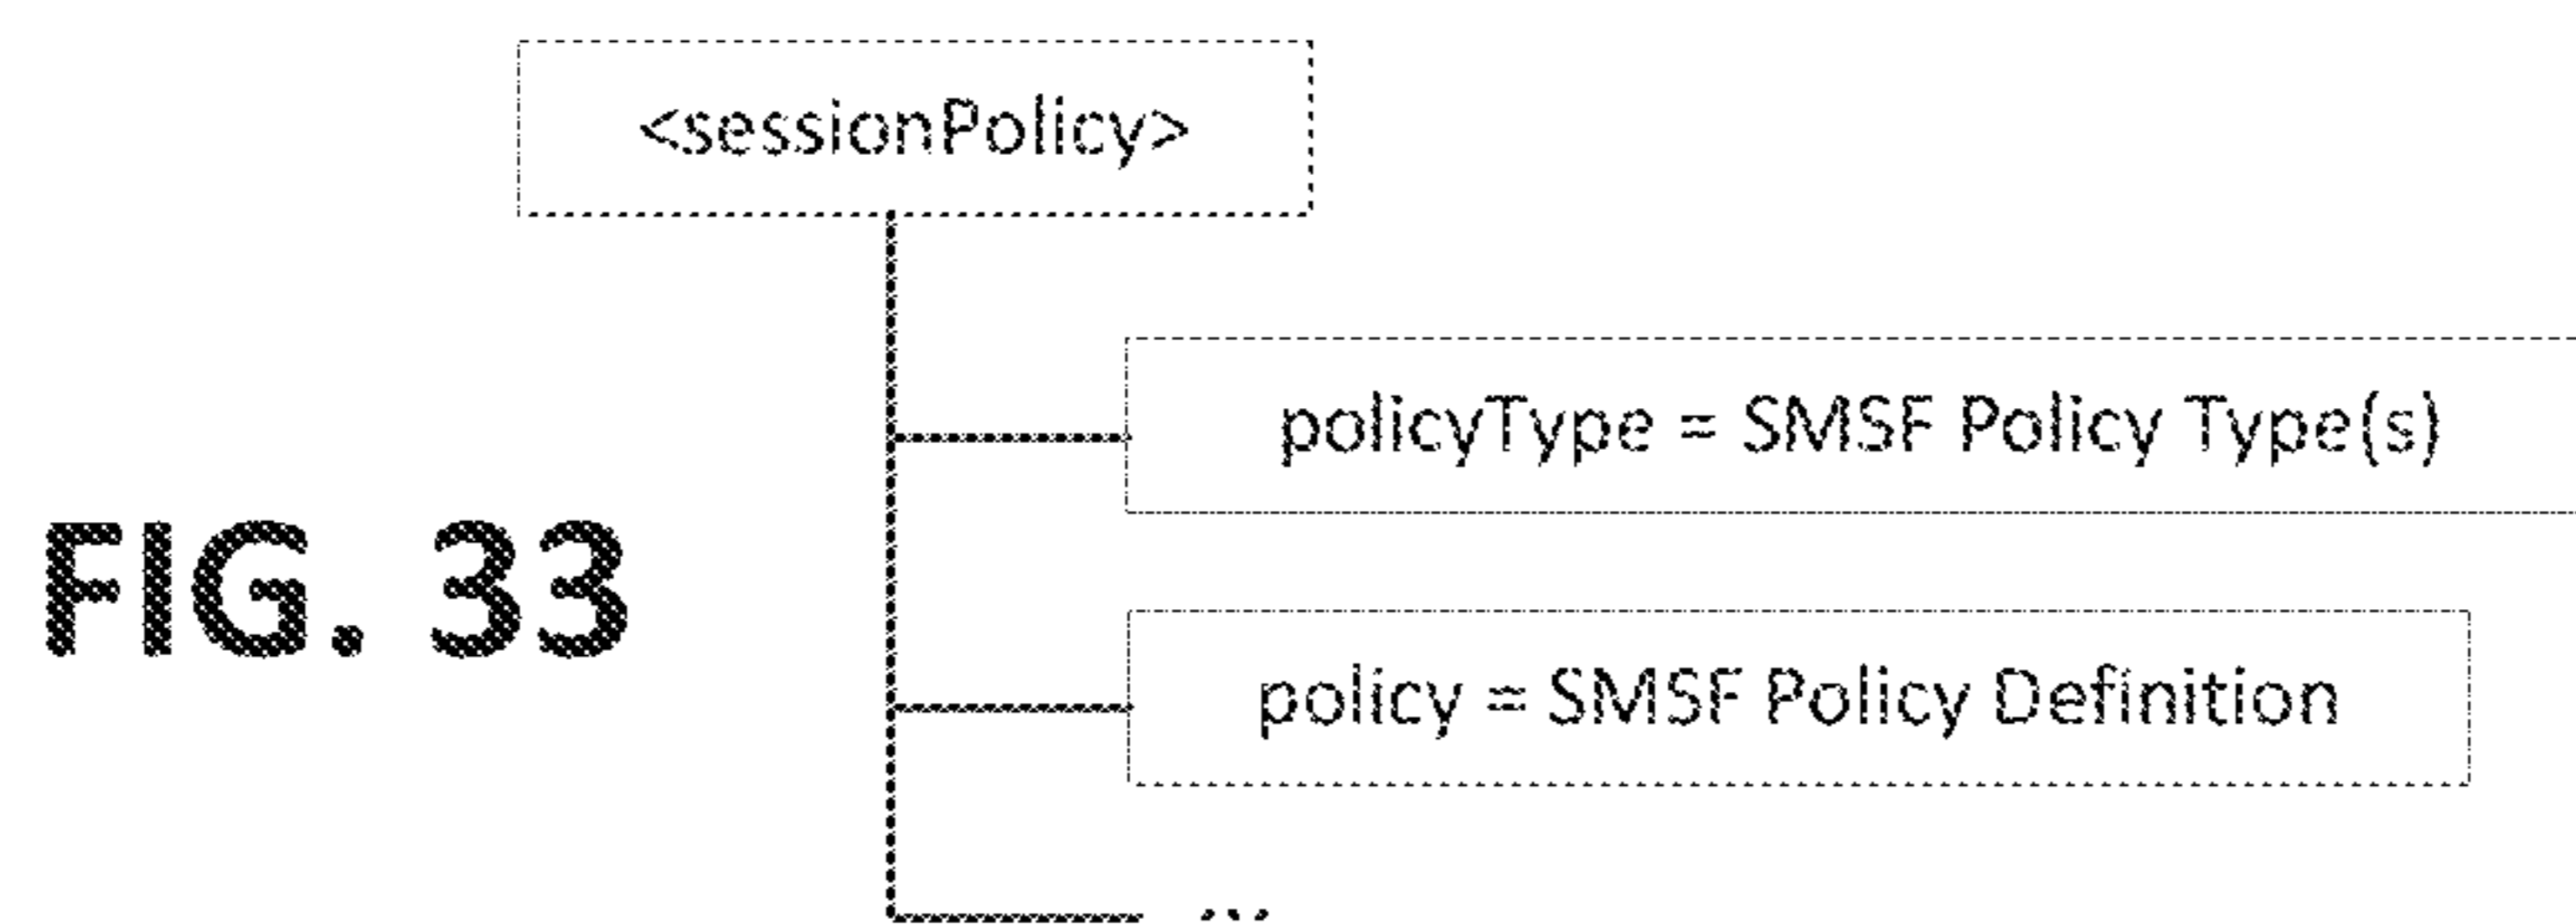 <sessionPolicy>
policyType = SMSF Policy Type(s)
FIG. 33
policy = SMSF Policy Definition